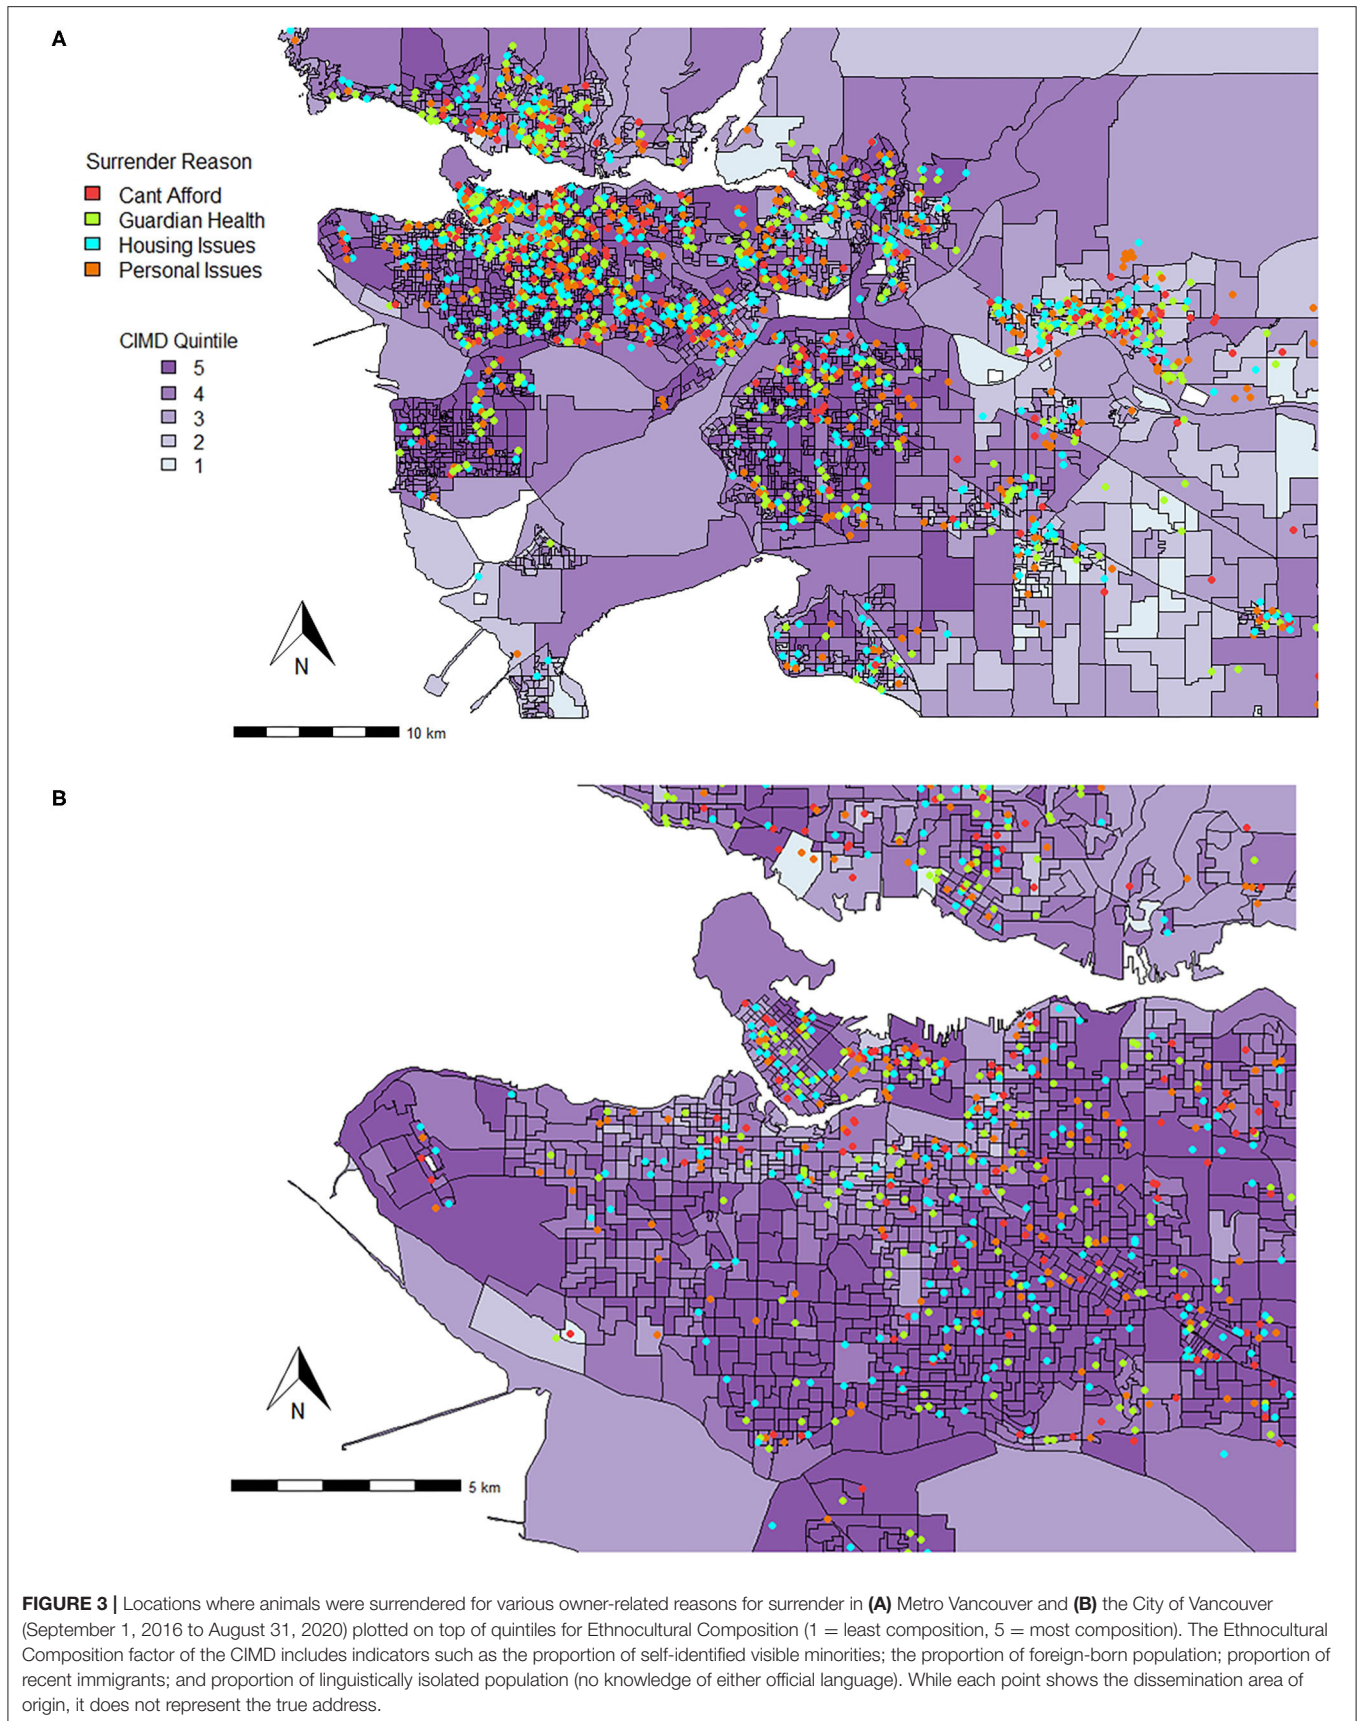 A
Surrender Reason
Cant Afford
Guardian Health
Housing Issues
Personal Issues
CIMD Quintile
5
4
3
2
1
N
10 km
B
N
5 km
FIGURE 3 | Locations where animals were surrendered for various owner-related reasons for surrender in (A) Metro Vancouver and (B) the City of Vancouver
(September 1, 2016 to August 31, 2020) plotted on top of quintiles for Ethnocultural Composition (1 = least composition, 5 = most composition). The Ethnocultural
Composition factor of the CIMD includes indicators such as the proportion of self-identified visible minorities; the proportion of foreign-born population; proportion of
recent immigrants; and proportion of linguistically isolated population (no knowledge of either official language). While each point shows the dissemination area of
origin, it does not represent the true address.